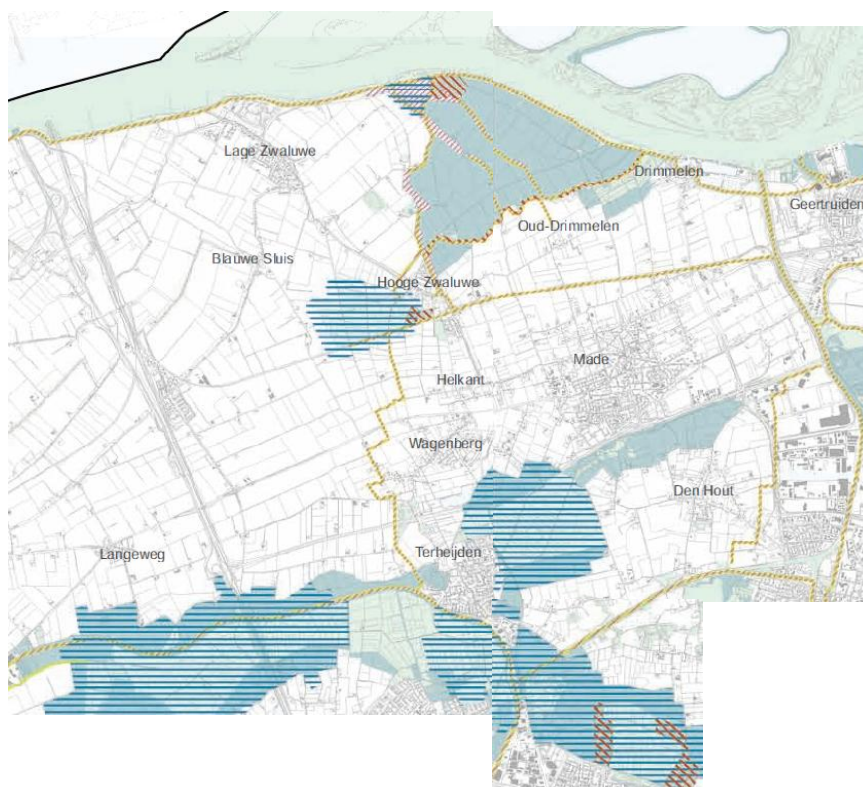 Lage Zwaluwe
Drimmelen
Geertruiden
Oud-Drimmelen
Blauwe Sluis
Hooge Zwaluwe
Made
Helkant
Wagenberg
Den Hout
Langeweg
Terheijden